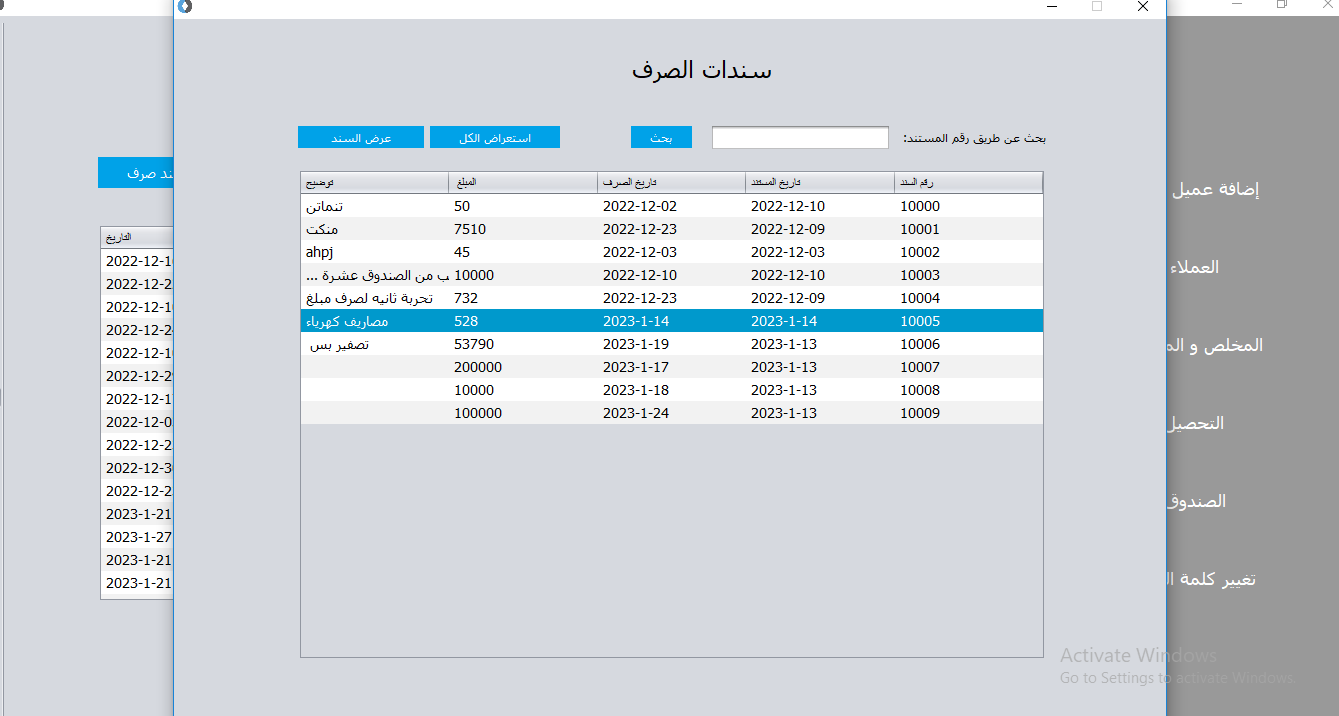 سندات الصرف
بحث عن طريق رقم المستند:
بحث
استعراض الكل
عرض السند
رقم السند تاريخ المستند تاريخ الصرف المبلغ توضيح
10000 2022-12-10 2022-12-02 50 تنماتن
10001 2022-12-09 2022-12-23 7510 منكت
10002 2022-12-03 2022-12-03 45 ahpj
10003 2022-12-10 2022-12-10 10000 من الصندوق عشرة ...
10004 2022-12-09 2022-12-23 732 تجربة ثانيه لصرف مبلغ
10005 2023-1-14 2023-1-14 528 مصاريف كهرباء
10006 2023-1-13 2023-1-19 53790 تصفير بس
10007 2023-1-13 2023-1-17 200000
10008 2023-1-13 2023-1-18 10000
10009 2023-1-13 2023-1-24 100000
إضافة عميل
العملاء
المخلص و
التحصيل
الصندوق
تغيير كلمة
صرف
التاريخ
2022-12-1
2022-12-2
2022-12-1
2022-12-2
2022-12-1
2022-12-2
2022-12-1
2022-12-0
2022-12-2
2022-12-3
2022-12-2
2023-1-21
2023-1-27
2023-1-21
2023-1-21
Activate Windows
Go to Settings to activate Windows.